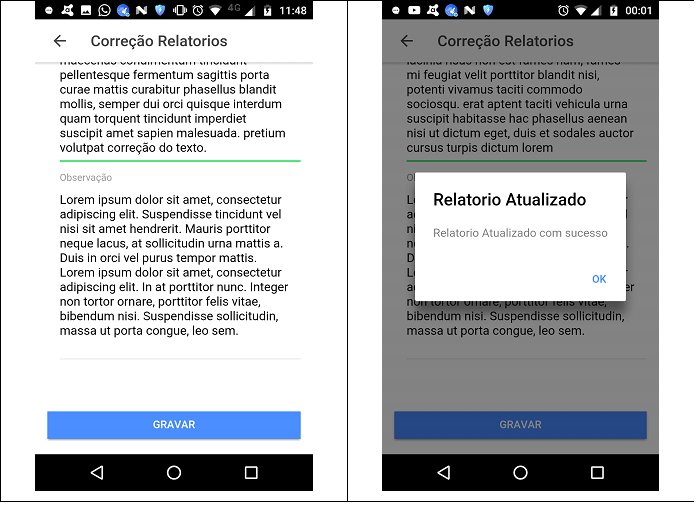 4G 11:48
Correção Relatorios
maecenas condimentum tincidunt
pellentesque fermentum sagittis porta
curae mattis curabitur phasellus blandit
mollis, semper dui orci quisque interdum
quam torquent tincidunt imperdiet
suscipit amet sapien malesuada. pretium
volutpat correção do texto.
Observação
Lorem ipsum dolor sit amet, consectetur
adipiscing elit. Suspendisse tincidunt vel
nisi sit amet hendrerit. Mauris porttitor
neque lacus, at sollicitudin urna mattis a.
Duis in orci vel purus tempor mattis.
Lorem ipsum dolor sit amet, consectetur
adipiscing elit. In at porttitor nunc. Integer
non tortor ornare, porttitor felis vitae,
bibendum nisi. Suspendisse sollicitudin,
massa ut porta congue, leo sem.
GRAVAR
00:01
Correção Relatorios
lacinia risus non est fames nam, fames
mi feugiat velit porttitor blandit nisi,
potenti vivamus taciti commodo
sociosqu. erat aptent taciti vehicula urna
suscipit habitasse hac phasellus aenean
nisi ut dictum eget, duis et sodales auctor
cursus turpis dictum lorem
Relatorio Atualizado
Relatorio Atualizado com sucesso
OK
non tortor ornare, porttitor felis vitae,
bibendum nisi. Suspendisse sollicitudin,
massa ut porta congue, leo sem.
GRAVAR